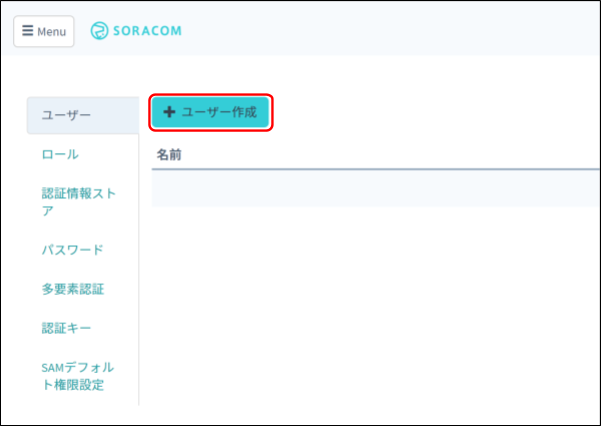 Menu
SORACOM
ユーザー
ユーザー作成
名前
ロール
認証情報スト
ア
パスワード
多要素認証
認証キー
SAMデフォル
ト権限設定